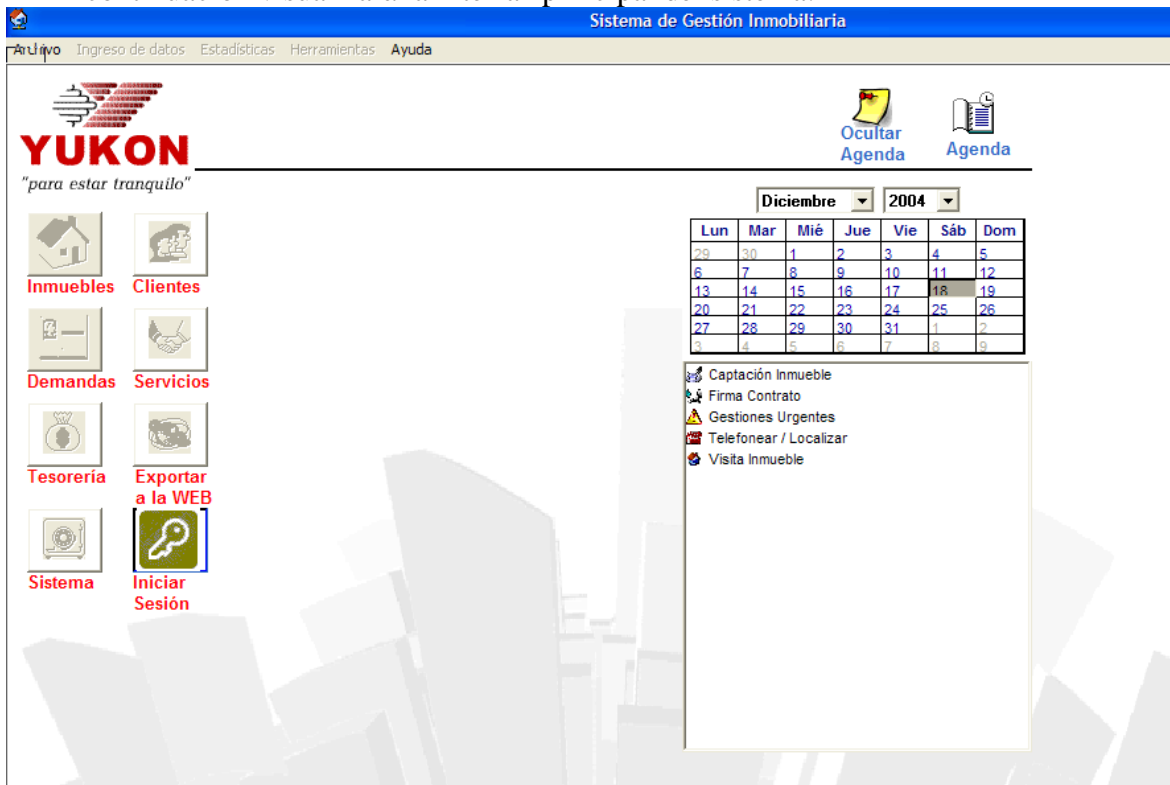 Sistema de Gestión Inmobiliaria
Archivo Ingreso de datos Estadísticas Herramientas Ayuda
YUKON
"para estar tranquilo"
Ocultar
Agenda
Agenda
Diciembre 2004
Lun Mar Mié Jue Vie Sáb Dom
29 30 1 2 3 4 5
6 7 8 9 10 11 12
13 14 15 16 17 18 19
20 21 22 23 24 25 26
27 28 29 30 31 1 2
3 4 5 6 7 8 9
Inmuebles Clientes
Demandas Servicios
Tesorería Exportar
a la WEB
Sistema Iniciar
Sesión
Captación Inmueble
Firma Contrato
Gestiones Urgentes
Telefonear / Localizar
Visita Inmueble